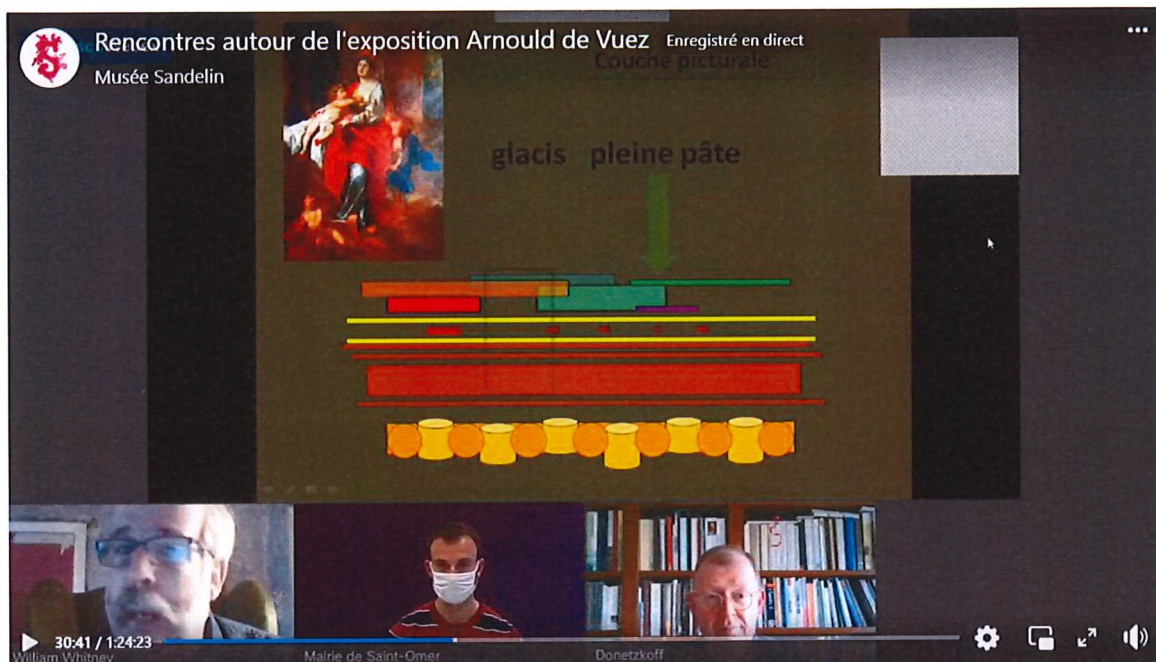 Rencontres autour de l'exposition Arnould de Vuez Enregistré en direct
Musée Sandelin
Couche picturale
glacis pleine pâte
30:41 / 1:24:23
William Whitney
Mairie de Saint-Omer
Donetzkoff